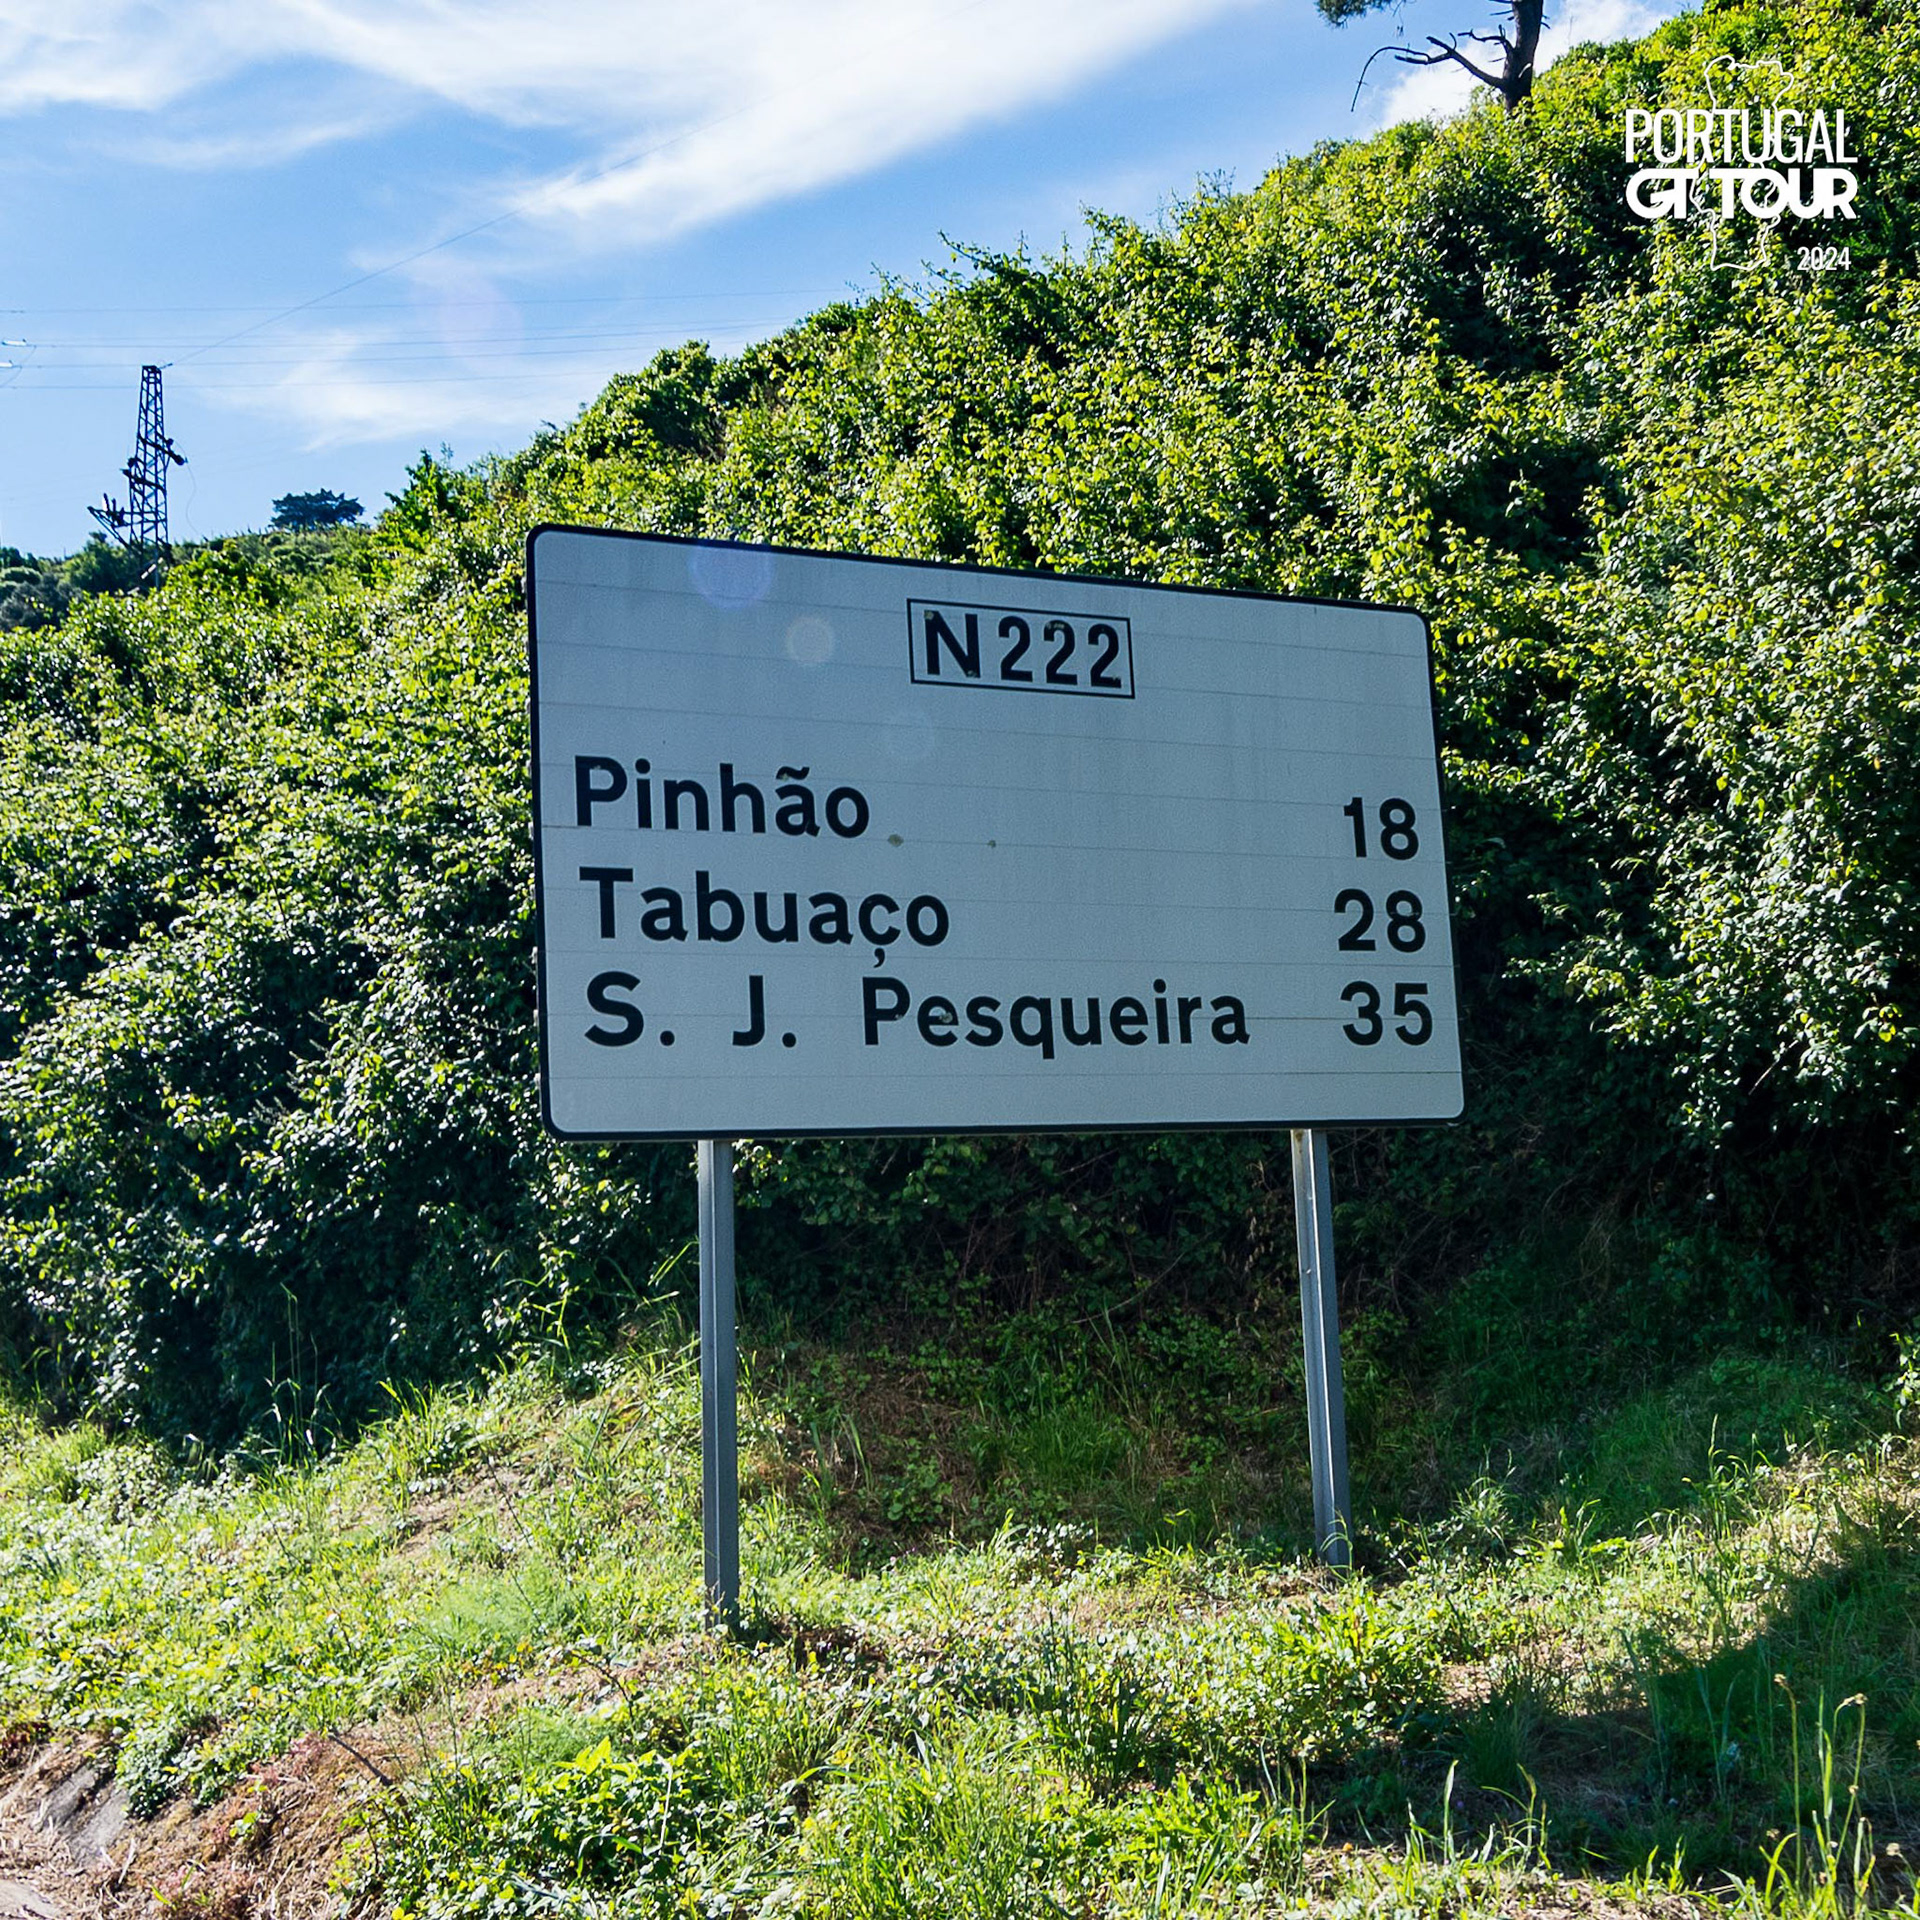 PORTUGAL
GT TOUR
2024
N222
Pinhão 18
Tabuaço 28
S. J. Pesqueira 35